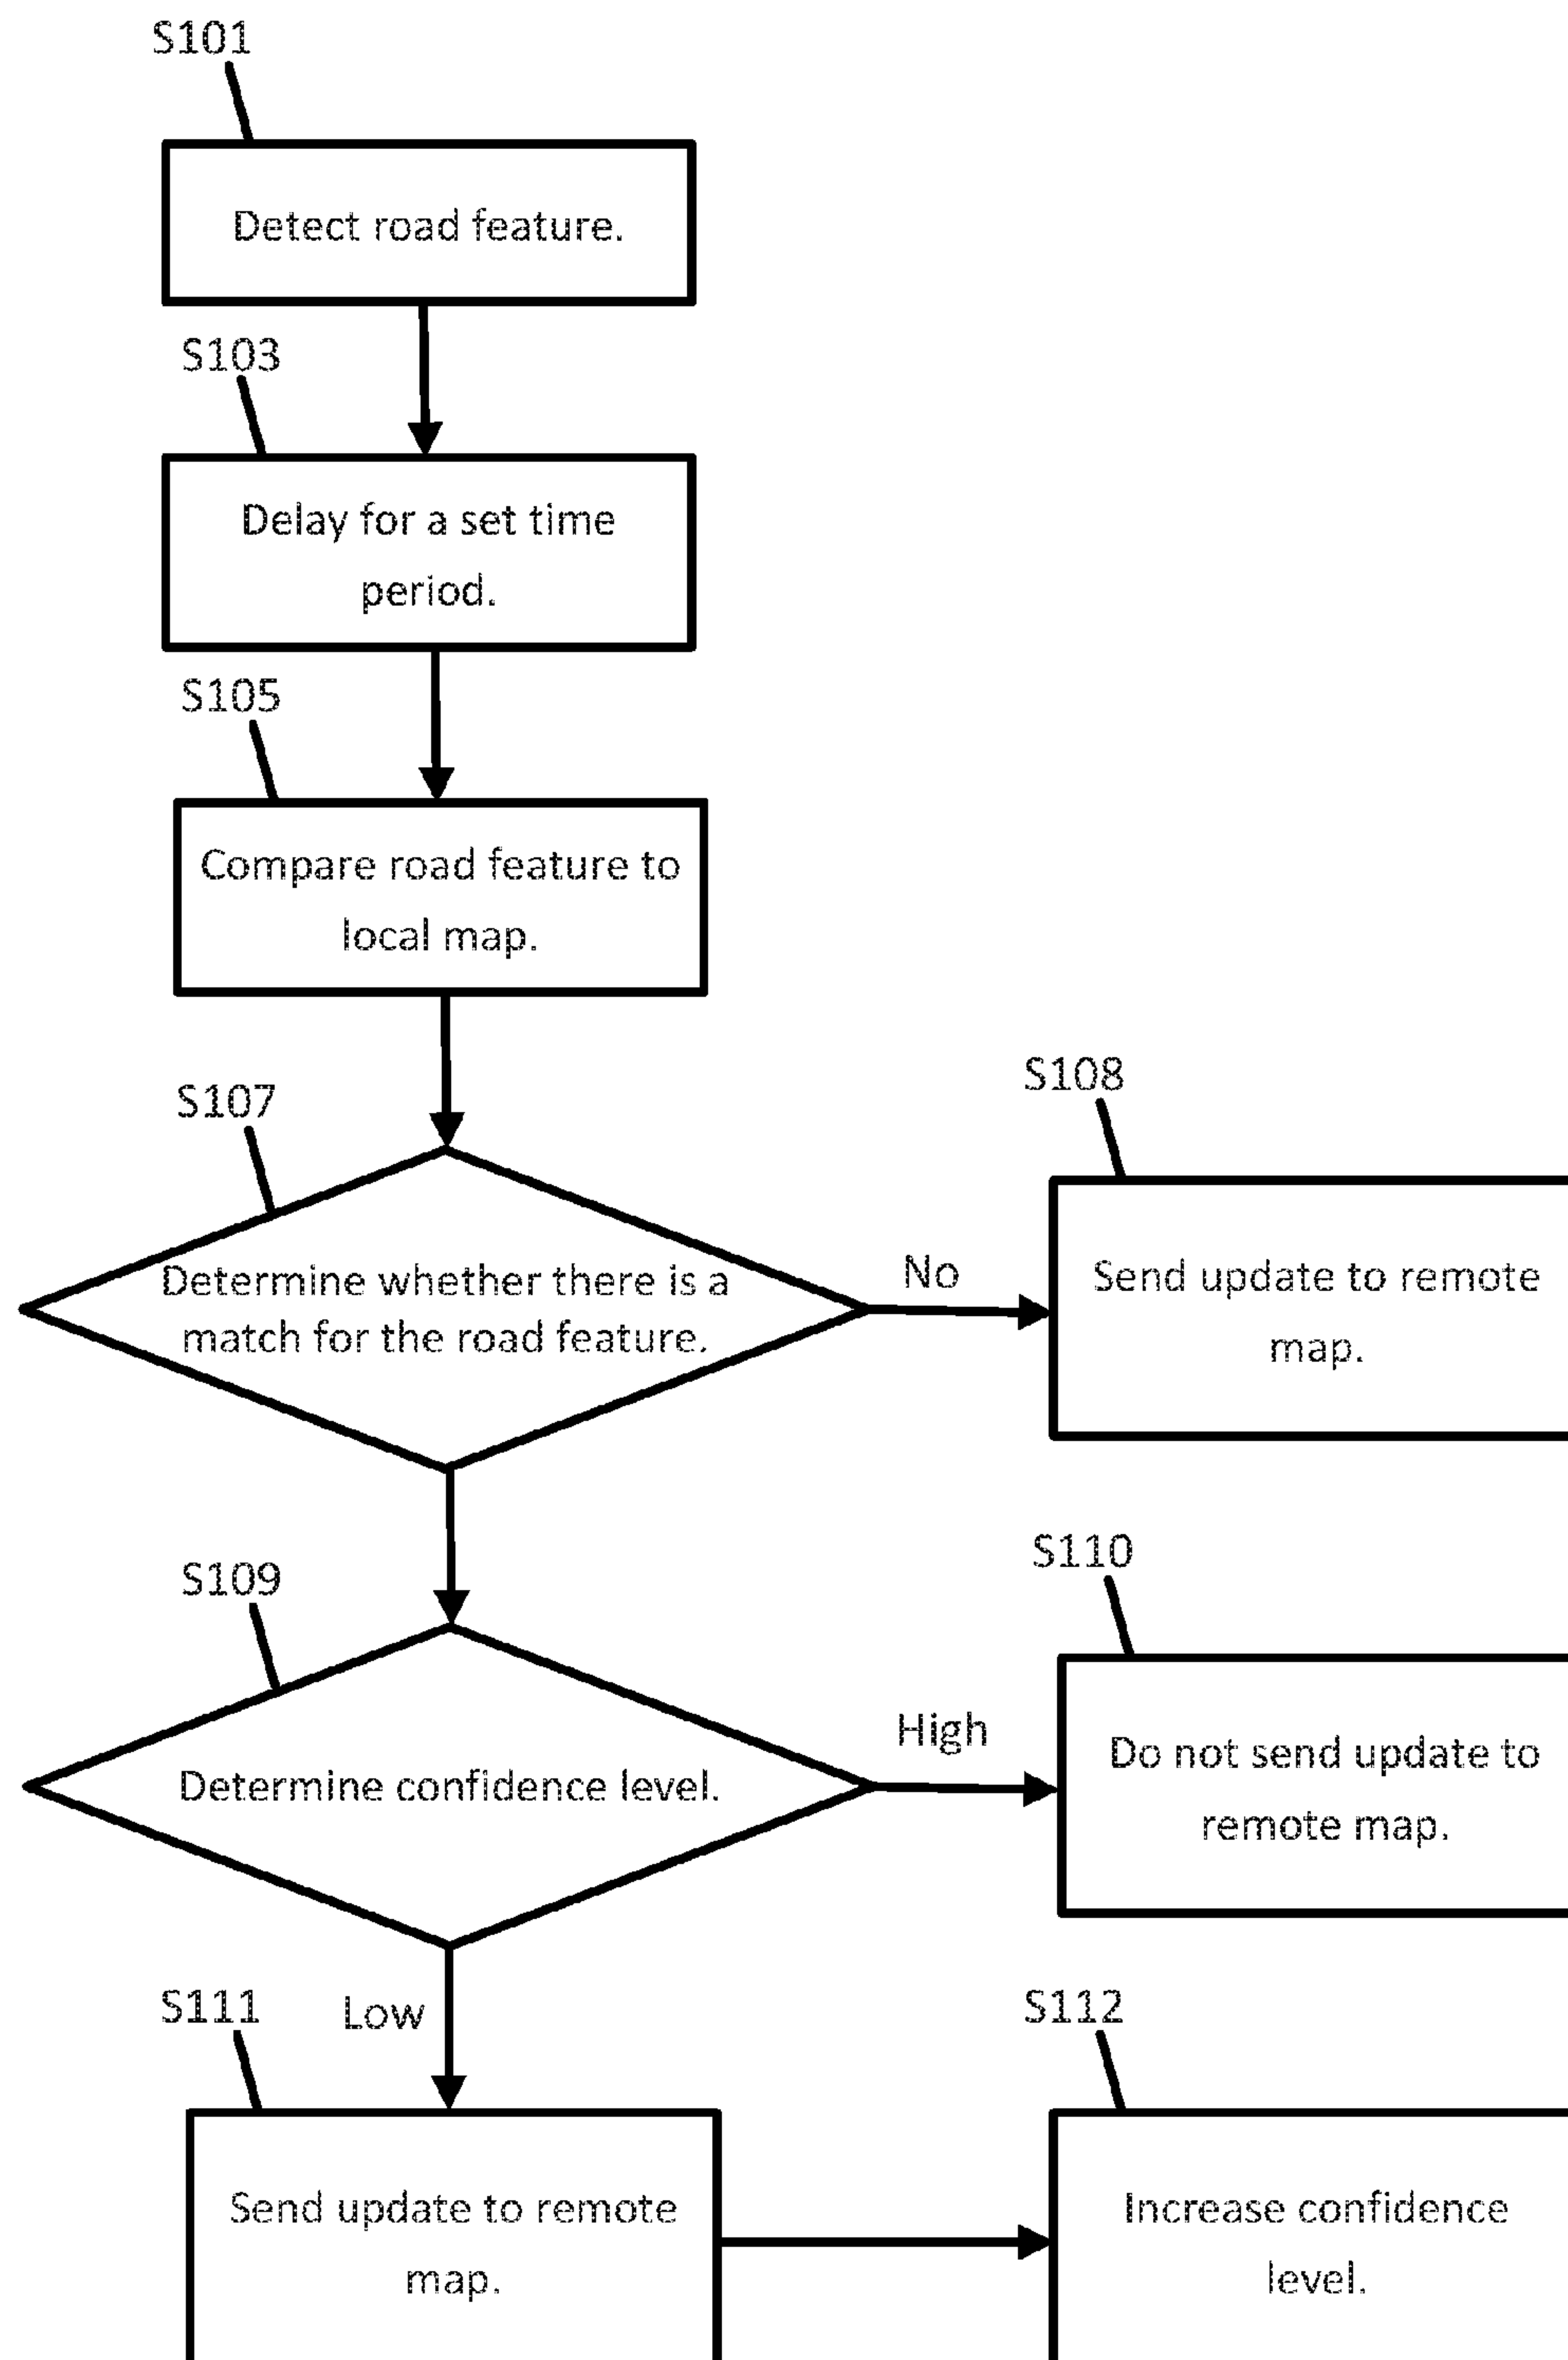 S101
Detect road feature.
S103
Delay for a set time
period.
S105
Compare road feature to
local map.
S107
Determine whether there is a
match for the road feature.
No
S108
Send update to remote
map.
S109
Determine confidence level.
High
S110
Do not send update to
remote map.
Low
S111
Send update to remote
map.
S112
Increase confidence
level.